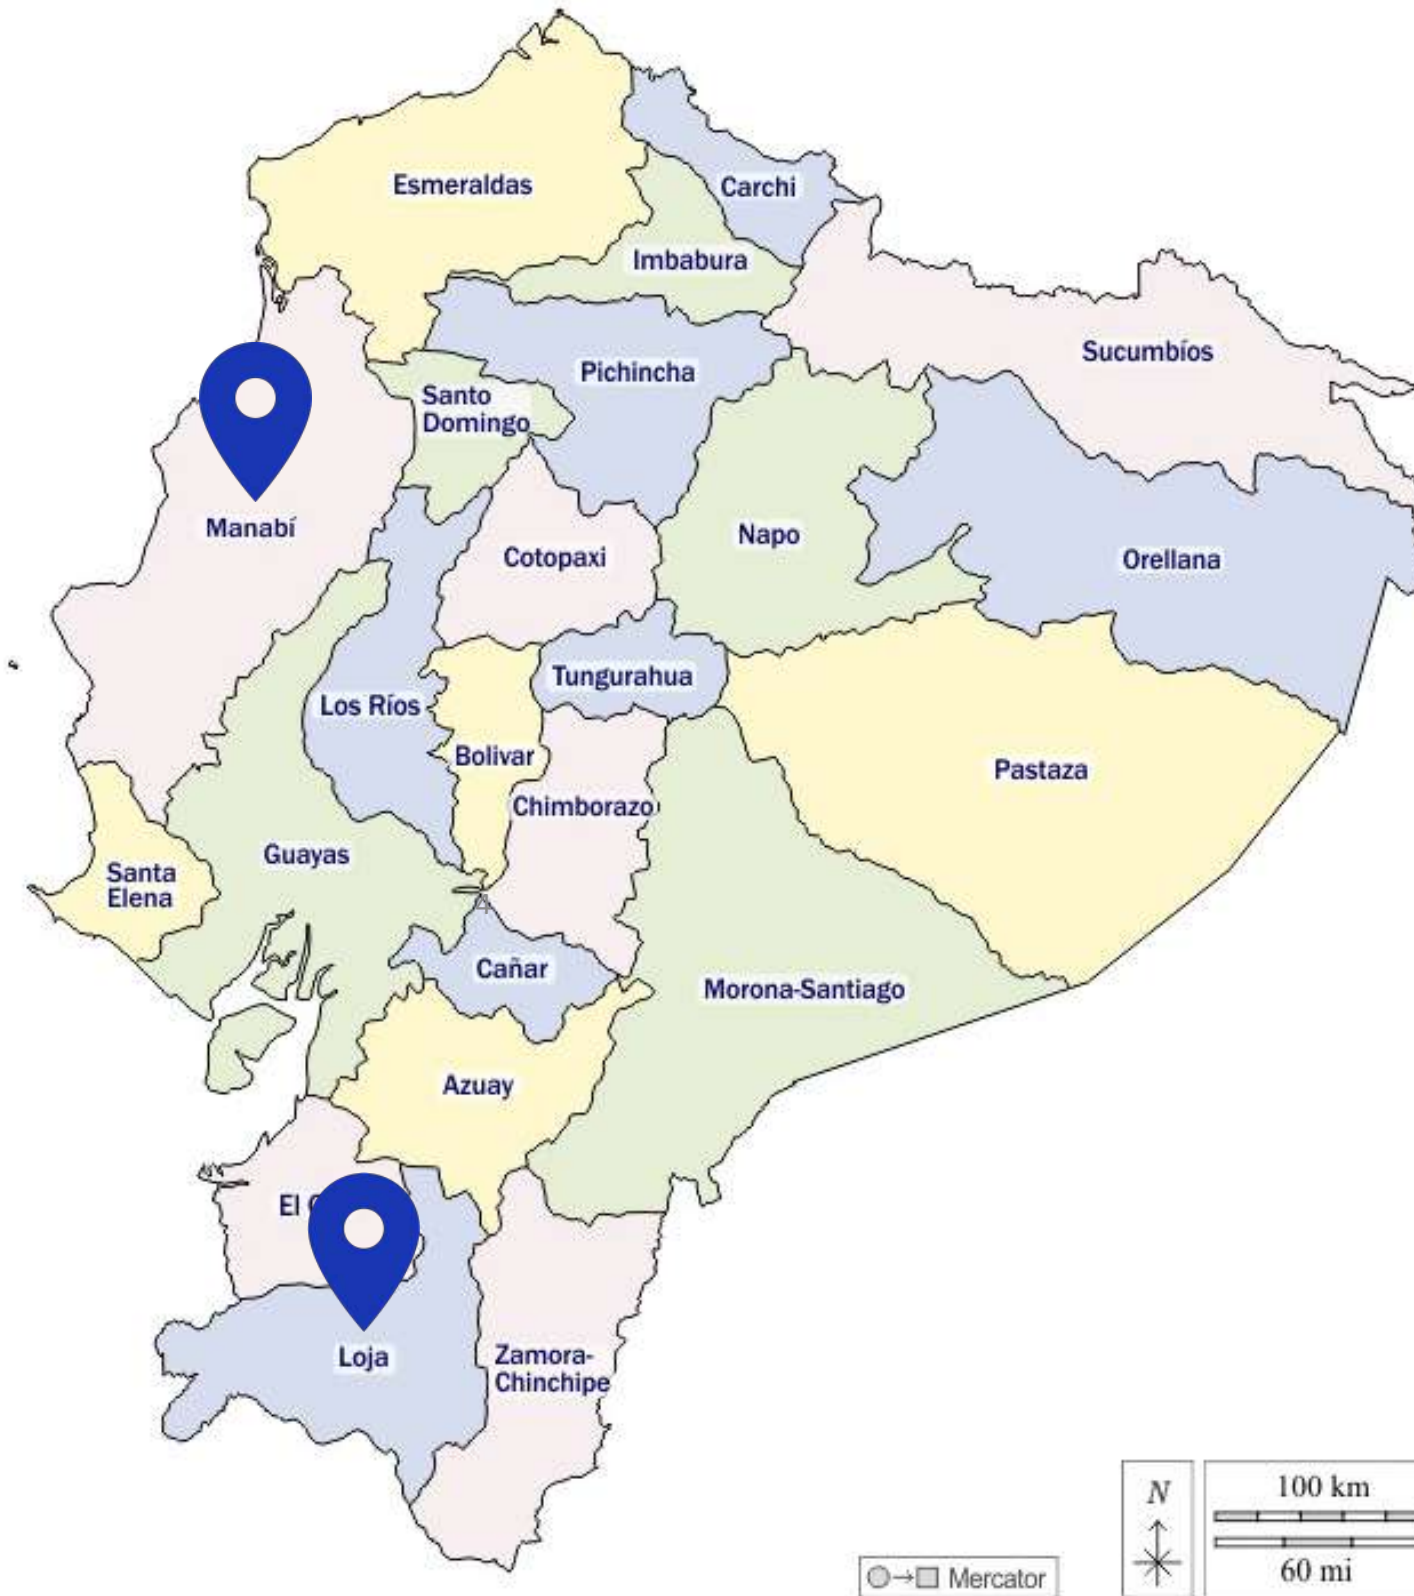 Esmeraldas
Carchi
Imbabura
Sucumbíos
Pichincha
Santo
Domingo
Manabí
Napo
Cotopaxi
Orellana
Tungurahua
Los Ríos
Bolivar
Pastaza
Chimborazo
Guayas
Santa
Elena
Cañar
Morona-Santiago
Azuay
El
Loja
Zamora-
Chinchipe
N
100 km
60 mi
Mercator